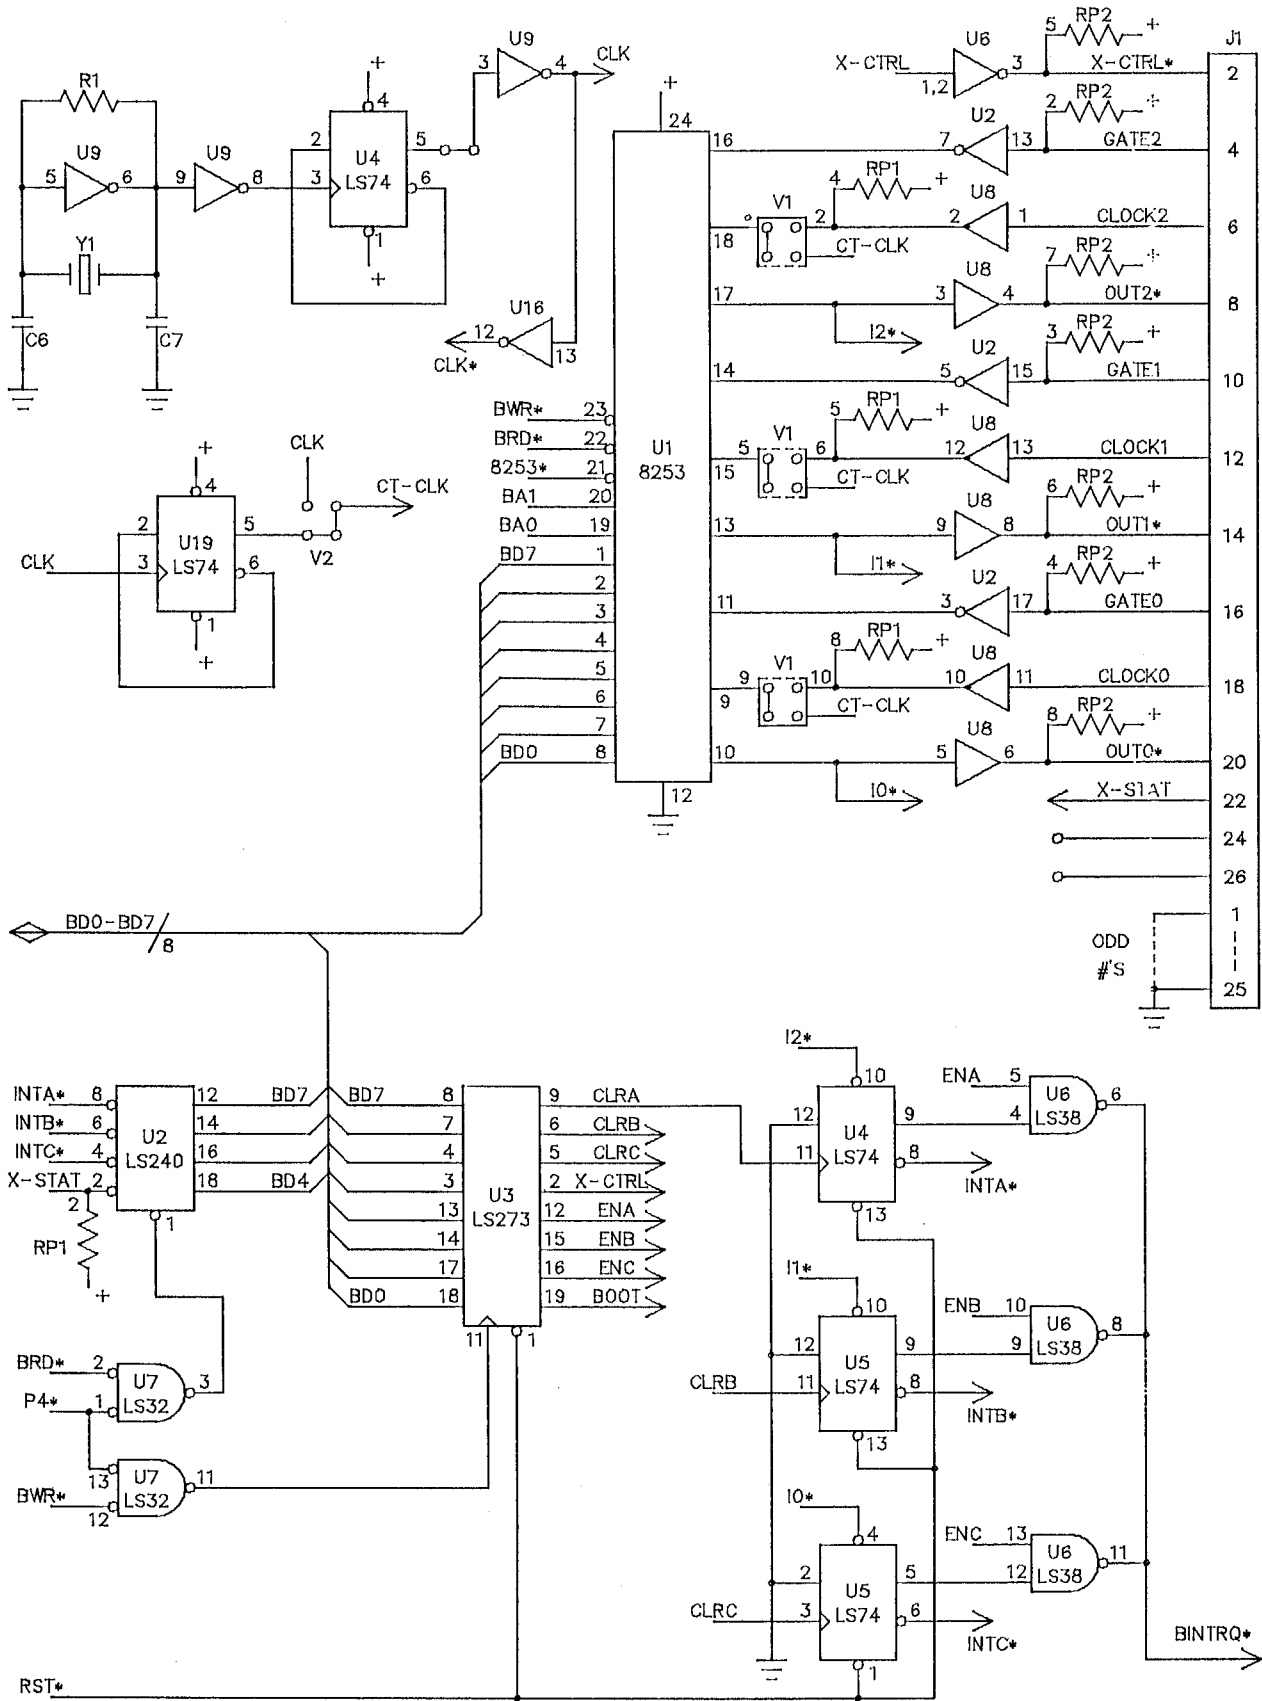 U9
3 4 CLK
R1
5 U9 6
9 U9 8
Y1
C6 C7
+
4
2 U4 5
3 LS74 6
1
+
U16
12 13
CLK*
CLK
+
4
2 U19 5
3 LS74 6
1
+
CLK
CT-CLK
V2
+
24
U1
8253
12
BWR* 23
BRD* 22
8253* 21
BA1 20
BA0 19
BD7 1
2
3
4
5
6
7
BD0 8
X-CTRL 1,2 U6 3 5 RP2 + X-CTRL* 2
J1
16 7 U2 13 2 RP2 + GATE2 4
18 V1 2 4 RP1 + 2 U8 1 CLOCK2 6
CT-CLK
17 3 U8 4 7 RP2 + OUT2* 8
I2*
14 5 U2 15 3 RP2 + GATE1 10
15 5 V1 6 5 RP1 + 12 U8 13 CLOCK1 12
CT-CLK
13 9 U8 8 6 RP2 + OUT1* 14
I1*
11 3 U2 17 4 RP2 + GATE0 16
9 9 V1 10 8 RP1 + 10 U8 11 CLOCK0 18
CT-CLK
10 5 U8 6 8 RP2 + OUT0* 20
I0*
X-STAT 22
24
26
1
ODD
#'S
25
BD0-BD7
8
INTA* 8 12 BD7 BD7 8 9 CLRA
INTB* 6 14 7 6 CLRB
INTC* 4 16 4 5 CLRC
X-STAT 2 18 BD4 3 2 X-CTRL
U2
LS240
1
2
RP1
+
13 12 ENA
14 15 ENB
17 16 ENC
BD0 18 19 BOOT
U3
LS273
11 1
BRD* 2
P4* 1
U7
LS32
3
13
BWR* 12
U7
LS32
11
RST*
I2*
10
12 U4 9
11 LS74 8
13
INTA*
ENA 5
4
U6
LS38
6
I1*
10
12 U5 9
CLRB 11 LS74 8
13
INTB*
ENB 10
9
U6
LS38
8
I0*
4
2 U5 5
CLRC 3 LS74 6
1
INTC*
ENC 13
12
U6
LS38
11
BINTRQ*